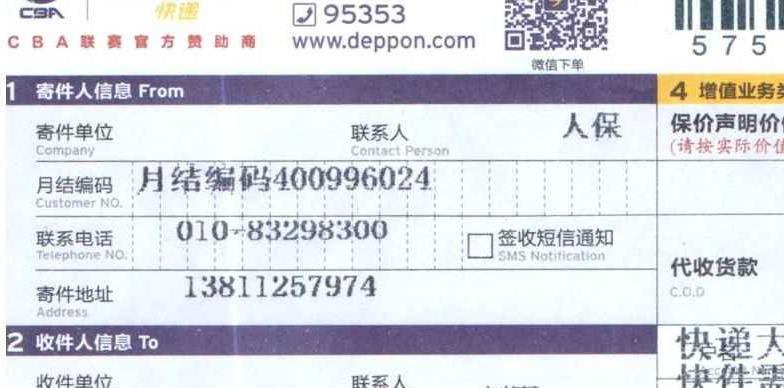 CBA 快递 95353
CBA联赛官方赞助商 www.deppon.com
微信下单
575
1 寄件人信息 From
4 增值业务
寄件单位 联系人 人保
Company Contact Person
保价声明价
(请按实际价值
月结编码 月结编码400996024
Customer NO.
联系电话 010-83298300 签收短信通知
Telephone NO. SMS Notification
代收货款
C.O.D
寄件地址 13811257974
Address
2 收件人信息 To
快递
收件单位 联系人
快件